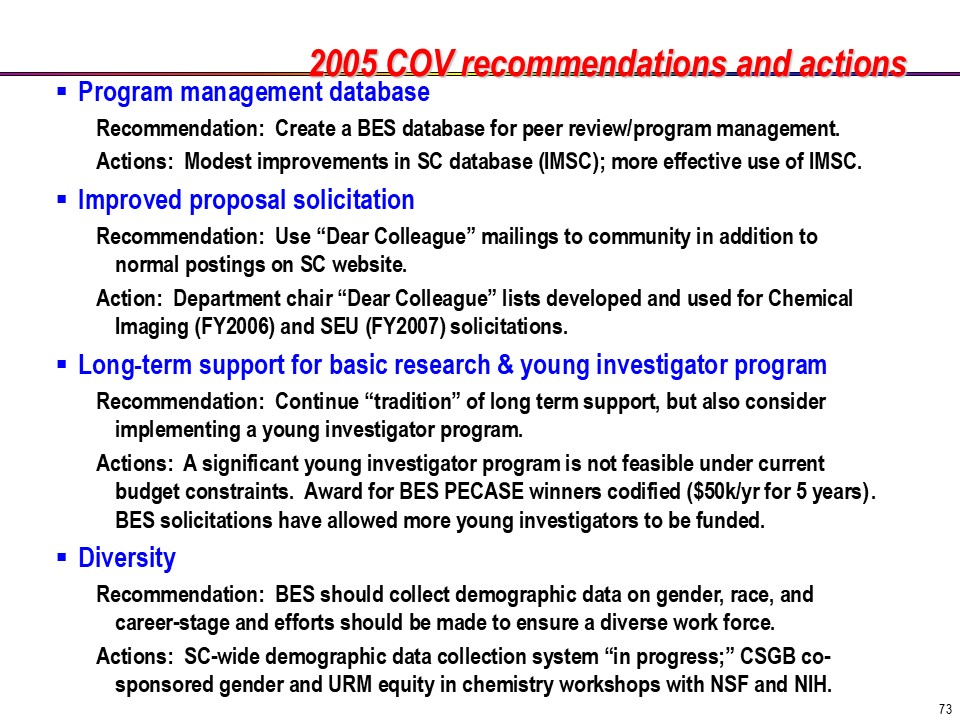 2005 COV recommendations and actions
▪ Program management database
Recommendation: Create a BES database for peer review/program management.
Actions: Modest improvements in SC database (IMSC); more effective use of IMSC.
▪ Improved proposal solicitation
Recommendation: Use “Dear Colleague” mailings to community in addition to
normal postings on SC website.
Action: Department chair “Dear Colleague” lists developed and used for Chemical
Imaging (FY2006) and SEU (FY2007) solicitations.
▪ Long-term support for basic research & young investigator program
Recommendation: Continue “tradition” of long term support, but also consider
implementing a young investigator program.
Actions: A significant young investigator program is not feasible under current
budget constraints. Award for BES PECASE winners codified ($50k/yr for 5 years).
BES solicitations have allowed more young investigators to be funded.
▪ Diversity
Recommendation: BES should collect demographic data on gender, race, and
career-stage and efforts should be made to ensure a diverse work force.
Actions: SC-wide demographic data collection system “in progress;” CSGB co-
sponsored gender and URM equity in chemistry workshops with NSF and NIH.
73